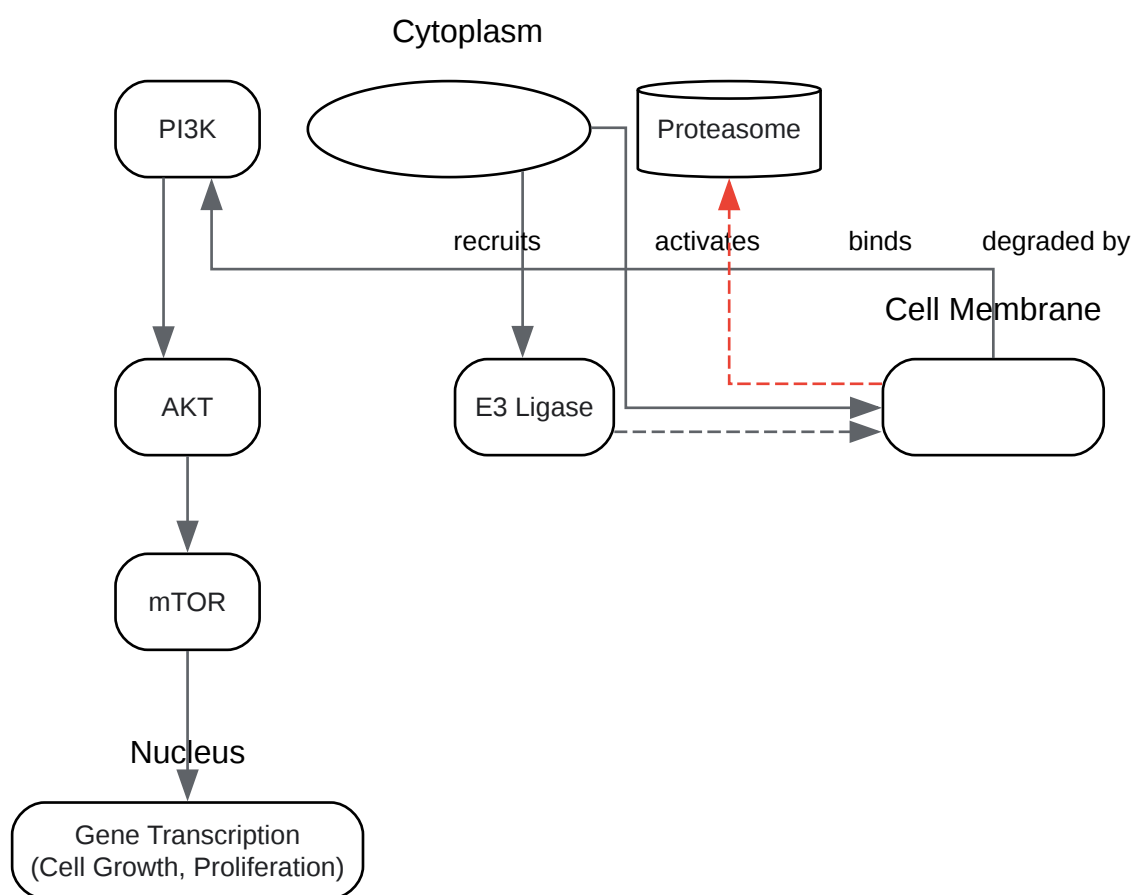 Cytoplasm
PI3K
Proteasome
recruits
activates
binds
degraded by
Cell Membrane
AKT
E3 Ligase
mTOR
Nucleus
Gene Transcription
(Cell Growth, Proliferation)